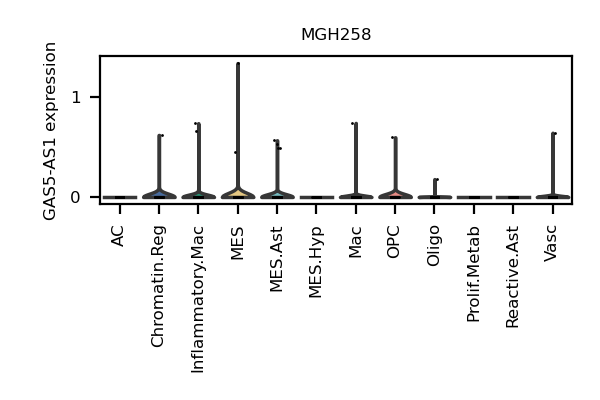 MGH258
GAS5-AS1 expression
1
0
AC
Chromatin.Reg
Inflammatory.Mac
MES
MES.Ast
MES.Hyp
Mac
OPC
Oligo
Prolif.Metab
Reactive.Ast
Vasc